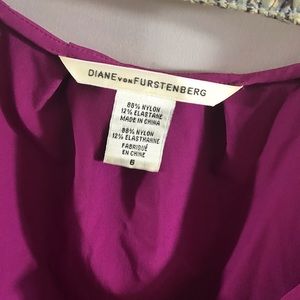 DIANE VON FURSTENBERG
88% NYLON
12% ELASTANE
MADE IN CHINA
88% NYLON
12% ELASTHANNE
FABRIQUÉ
EN CHINE
6